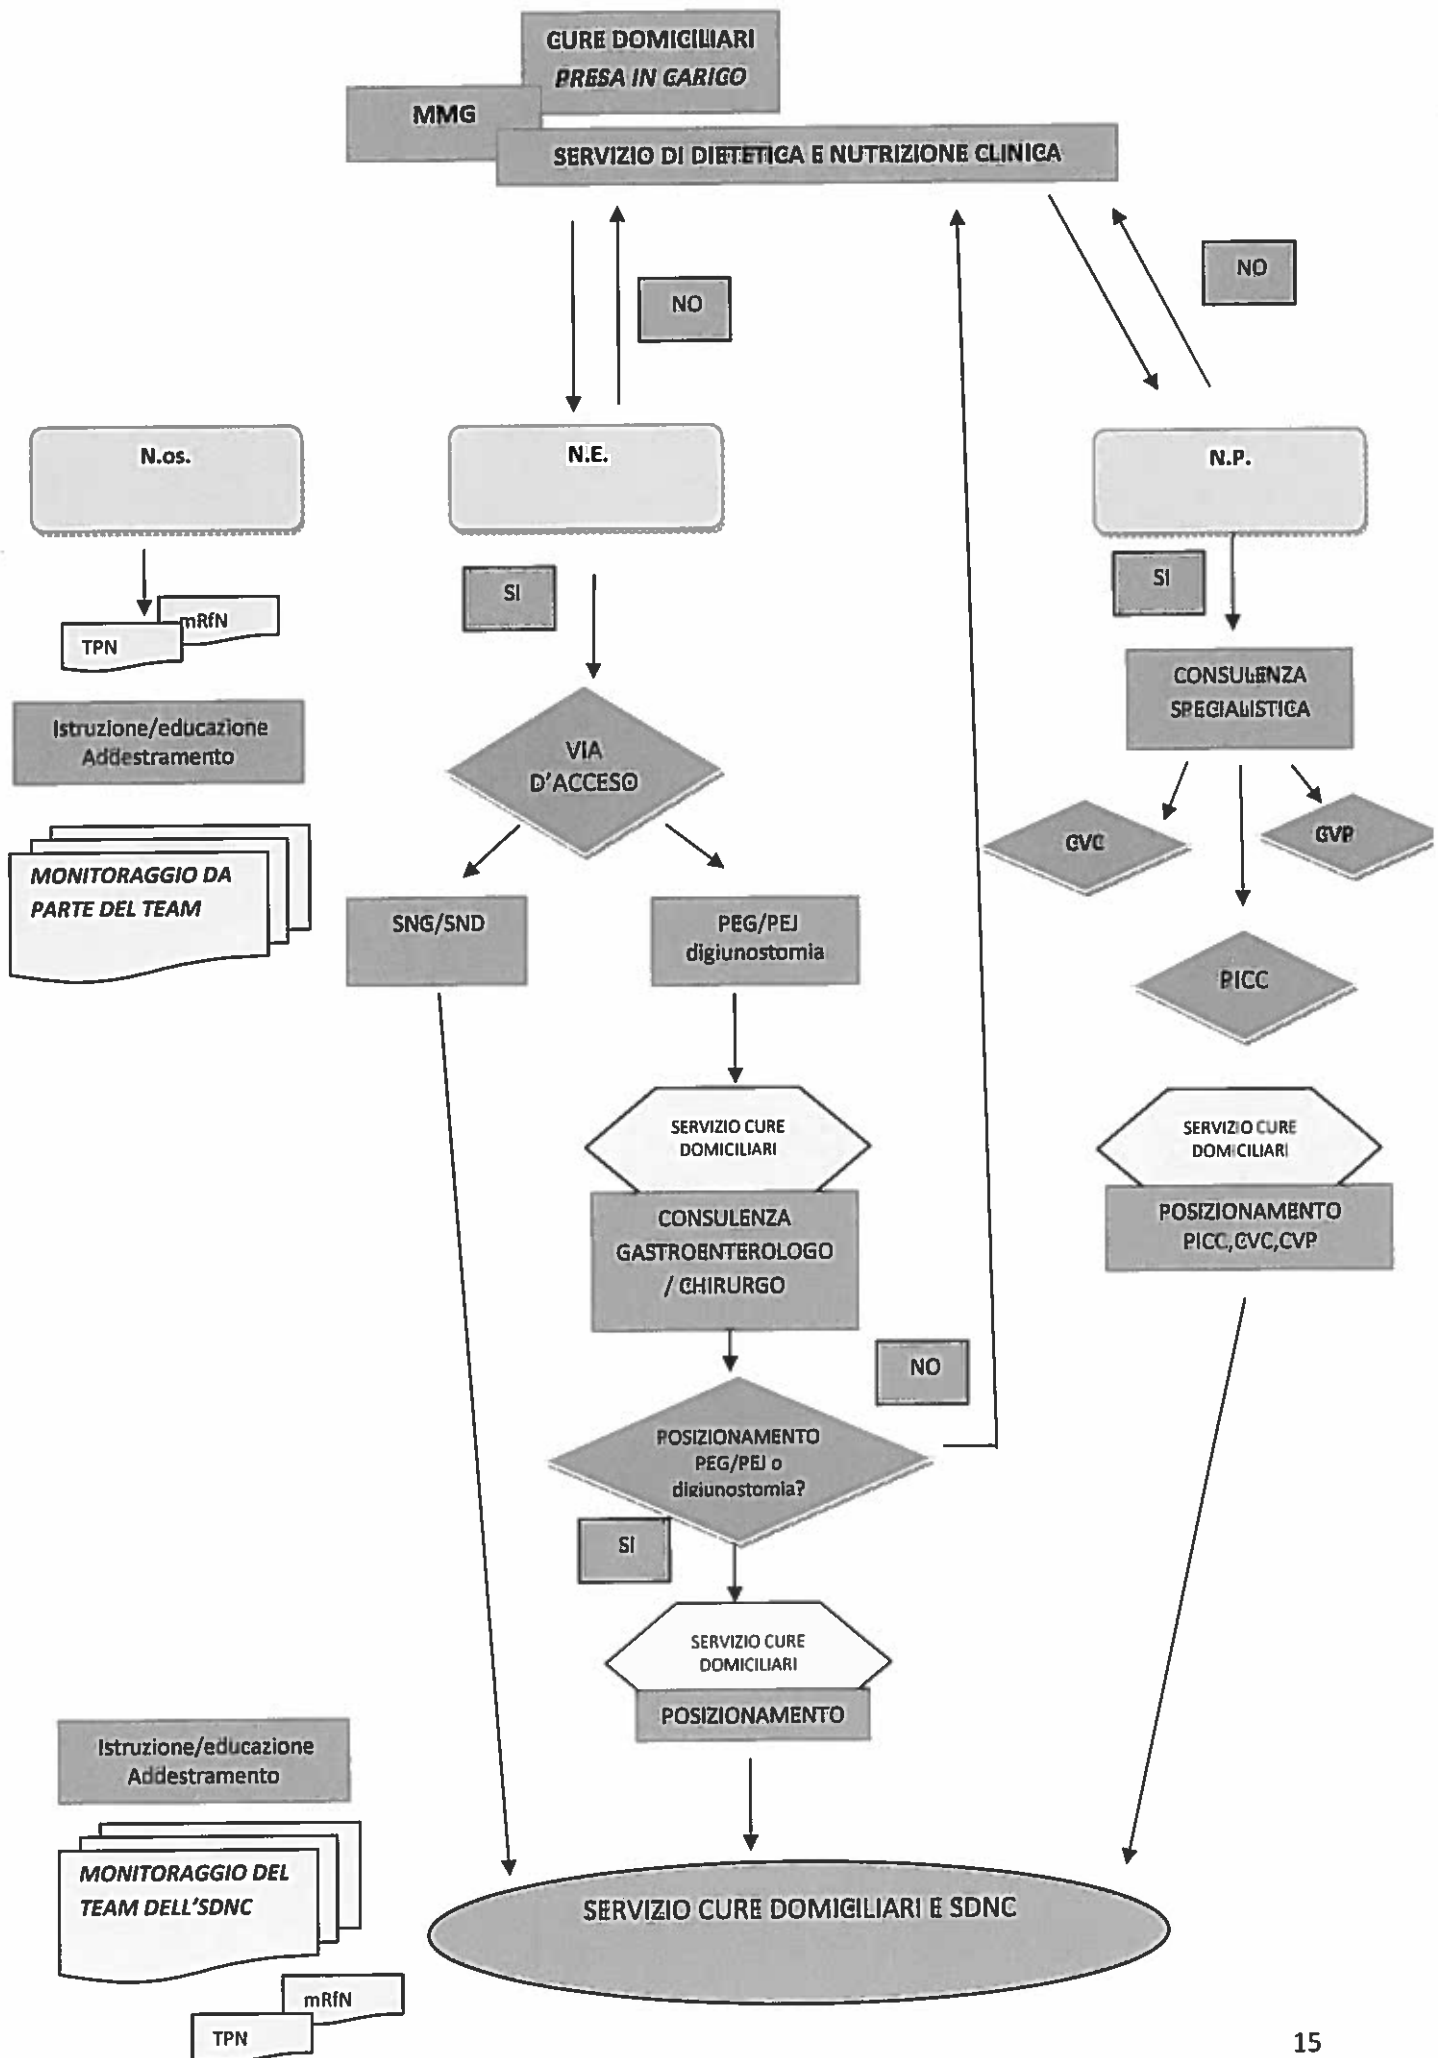 CURE DOMICILIARI
PRESA IN CARICO
MMG
SERVIZIO DI DIETETICA E NUTRIZIONE CLINICA
NO
NO
N.os.
N.E.
N.P.
SI
SI
mRfN
TPN
CONSULENZA
SPECIALISTICA
Istruzione/educazione
Addestramento
VIA
D'ACCESO
CVC
CVP
MONITORAGGIO DA
PARTE DEL TEAM
SNG/SND
PEG/PEJ
digiunostomia
PICC
SERVIZIO CURE
DOMICILIARI
SERVIZIO CURE
DOMICILIARI
CONSULENZA
GASTROENTEROLOGO
/ CHIRURGO
POSIZIONAMENTO
PICC,CVC,CVP
NO
POSIZIONAMENTO
PEG/PEJ o
digiunostomia?
SI
SERVIZIO CURE
DOMICILIARI
POSIZIONAMENTO
Istruzione/educazione
Addestramento
MONITORAGGIO DEL
TEAM DELL'SDNC
SERVIZIO CURE DOMICILIARI E SDNC
mRfN
TPN
15